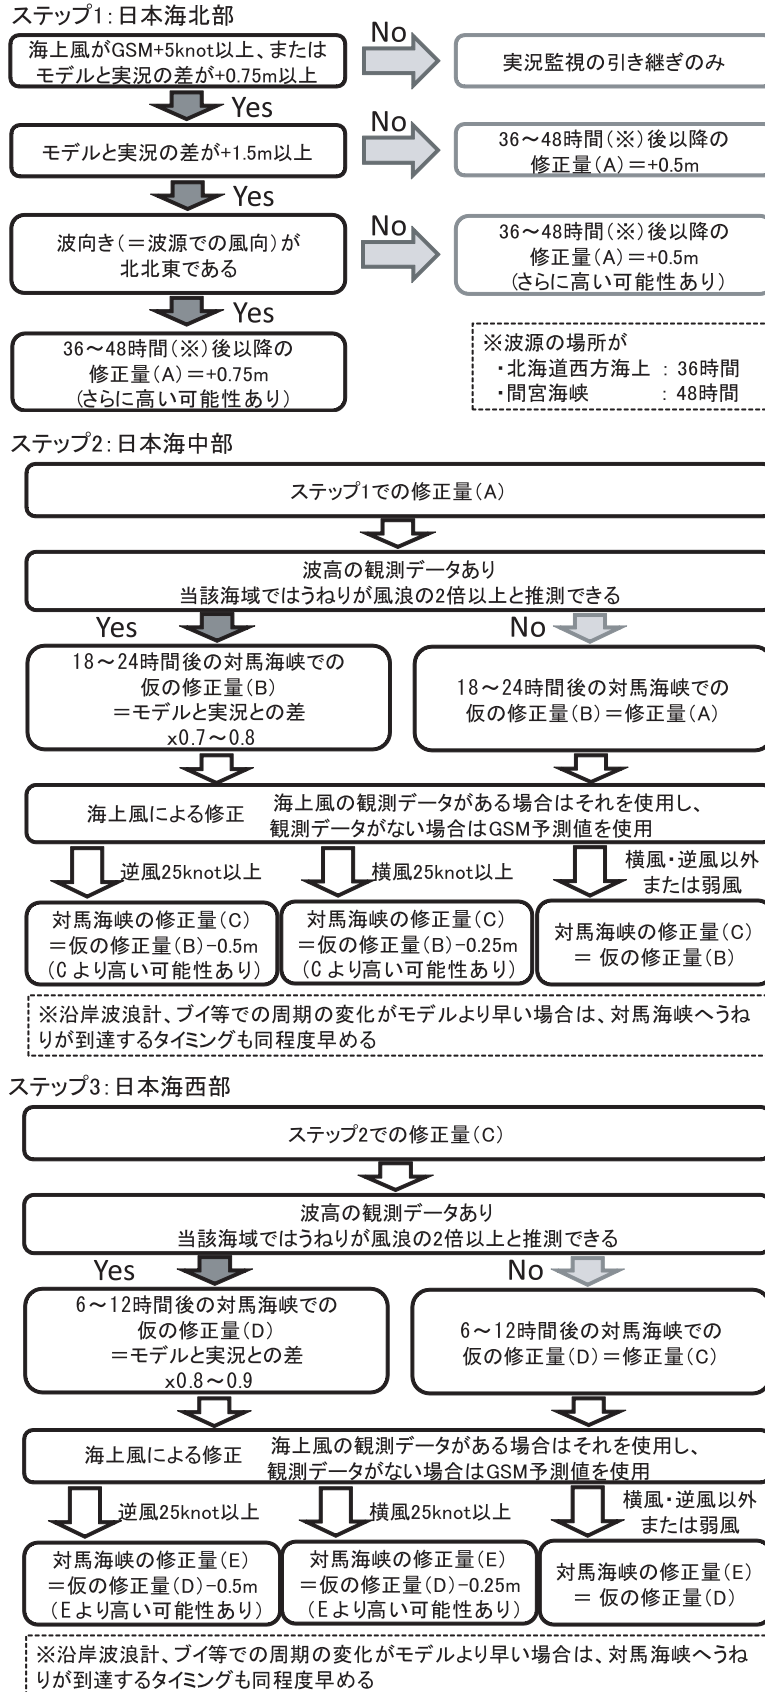 ステップ1：日本海北部
海上風がGSM+5knot以上、または
モデルと実況の差が+0.75m以上
No
実況監視の引き継ぎのみ
Yes
モデルと実況の差が+1.5m以上
No
36～48時間(※)後以降の
修正量(A)＝+0.5m
Yes
波向き(＝波源での風向)が
北北東である
No
36～48時間(※)後以降の
修正量(A)＝+0.5m
(さらに高い可能性あり)
Yes
36～48時間(※)後以降の
修正量(A)＝+0.75m
(さらに高い可能性あり)
※波源の場所が
・北海道西方海上 ： 36時間
・間宮海峡 ： 48時間
ステップ2：日本海中部
ステップ1での修正量(A)
波高の観測データあり
当該海域ではうねりが風浪の2倍以上と推測できる
Yes
No
18～24時間後の対馬海峡での
仮の修正量(B)
＝モデルと実況との差
x0.7～0.8
18～24時間後の対馬海峡での
仮の修正量(B)＝修正量(A)
海上風による修正
海上風の観測データがある場合はそれを使用し、
観測データがない場合はGSM予測値を使用
逆風25knot以上
横風25knot以上
横風・逆風以外
または弱風
対馬海峡の修正量(C)
＝仮の修正量(B)-0.5m
(Cより高い可能性あり)
対馬海峡の修正量(C)
＝仮の修正量(B)-0.25m
(Cより高い可能性あり)
対馬海峡の修正量(C)
＝ 仮の修正量(B)
※沿岸波浪計、ブイ等での周期の変化がモデルより早い場合は、対馬海峡へうね
りが到達するタイミングも同程度早める
ステップ3：日本海西部
ステップ2での修正量(C)
波高の観測データあり
当該海域ではうねりが風浪の2倍以上と推測できる
Yes
No
6～12時間後の対馬海峡での
仮の修正量(D)
＝モデルと実況との差
x0.8～0.9
6～12時間後の対馬海峡での
仮の修正量(D)＝修正量(C)
海上風による修正
海上風の観測データがある場合はそれを使用し、
観測データがない場合はGSM予測値を使用
逆風25knot以上
横風25knot以上
横風・逆風以外
または弱風
対馬海峡の修正量(E)
＝仮の修正量(D)-0.5m
(Eより高い可能性あり)
対馬海峡の修正量(E)
＝仮の修正量(D)-0.25m
(Eより高い可能性あり)
対馬海峡の修正量(E)
＝ 仮の修正量(D)
※沿岸波浪計、ブイ等での周期の変化がモデルより早い場合は、対馬海峡へうね
りが到達するタイミングも同程度早める